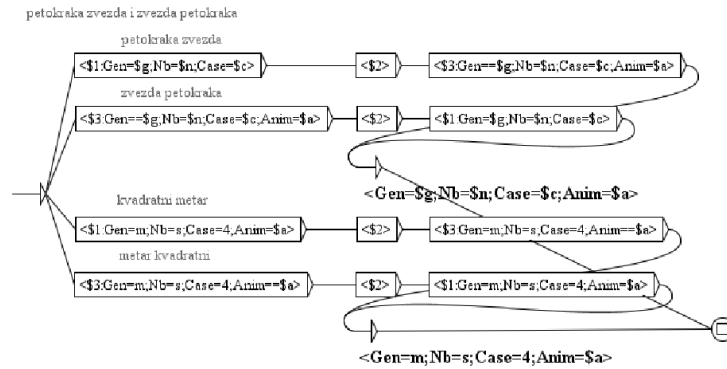 petokraka zvezda i zvezda petokraka
petokraka zvezda
<$1:Gen=$g;Nb=$n;Case=$c> <$2> <$3:Gen==$g;Nb=$n;Case=$c;Anim=$a>
zvezda petokraka
<$3:Gen==$g;Nb=$n;Case=$c;Anim=$a> <$2> <$1:Gen=$g;Nb=$n;Case=$c>
<Gen=$g;Nb=$n;Case=$c;Anim=$a>
kvadratni metar
<$1:Gen=m;Nb=s;Case=4;Anim=$a> <$2> <$3:Gen=m;Nb=s;Case=4;Anim==$a>
metar kvadratni
<$3:Gen=m;Nb=s;Case=4;Anim==$a> <$2> <$1:Gen=m;Nb=s;Case=4;Anim=$a>
<Gen=m;Nb=s;Case=4;Anim=$a>